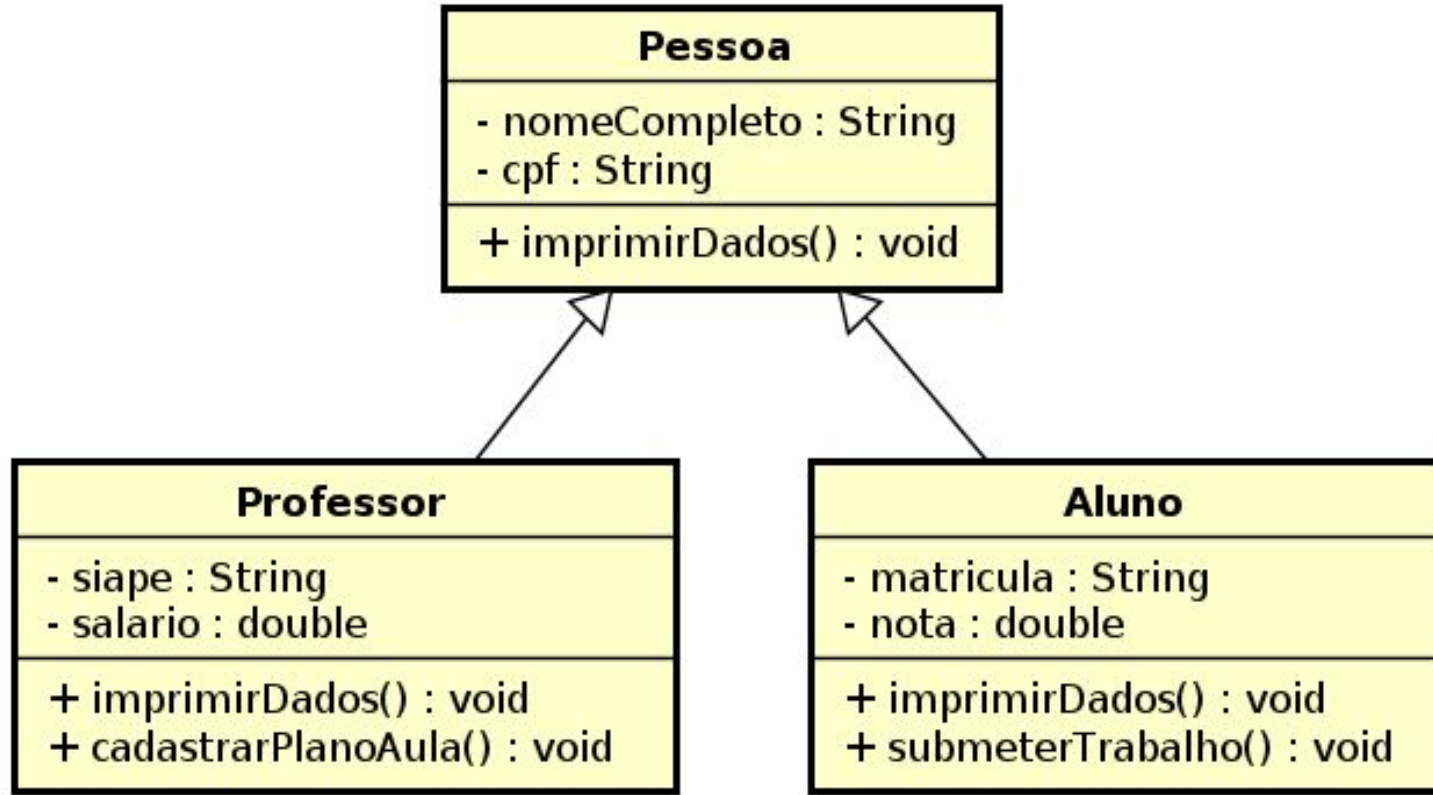 Pessoa
- nomeCompleto : String
- cpf : String
+ imprimirDados() : void
Professor
- siape : String
- salario : double
+ imprimirDados() : void
+ cadastrarPlanoAula() : void
Aluno
- matricula : String
- nota : double
+ imprimirDados() : void
+ submeterTrabalho() : void